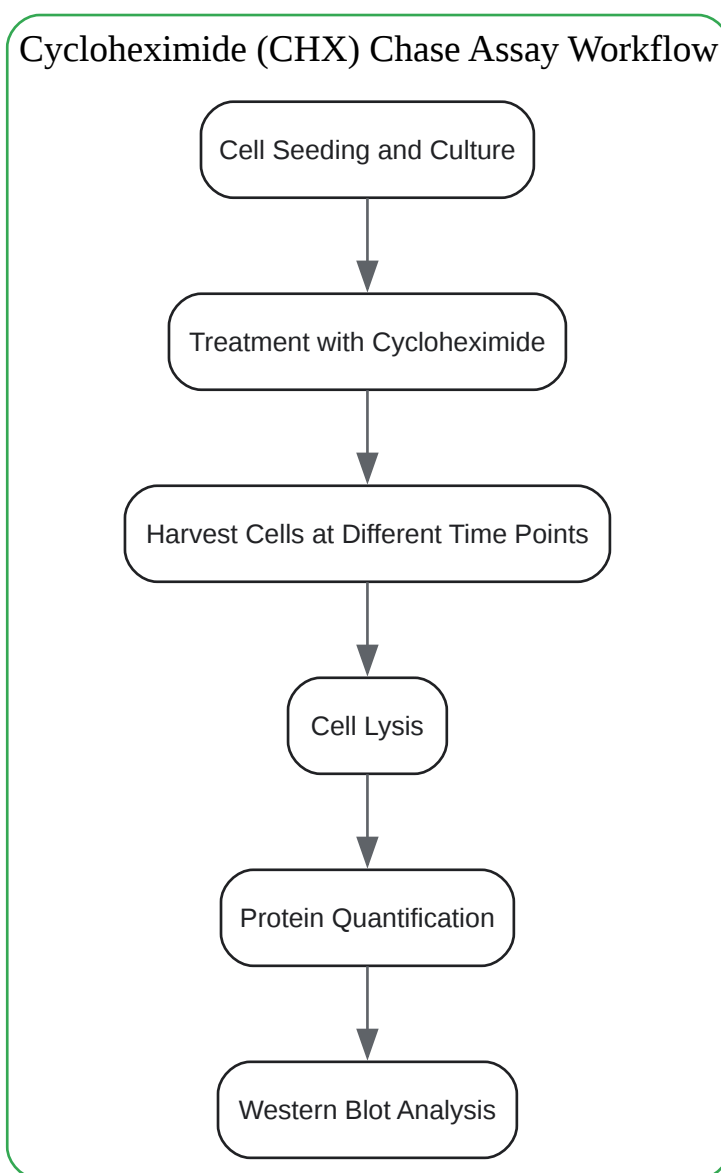 Cycloheximide (CHX) Chase Assay Workflow
Cell Seeding and Culture
Treatment with Cycloheximide
Harvest Cells at Different Time Points
Cell Lysis
Protein Quantification
Western Blot Analysis